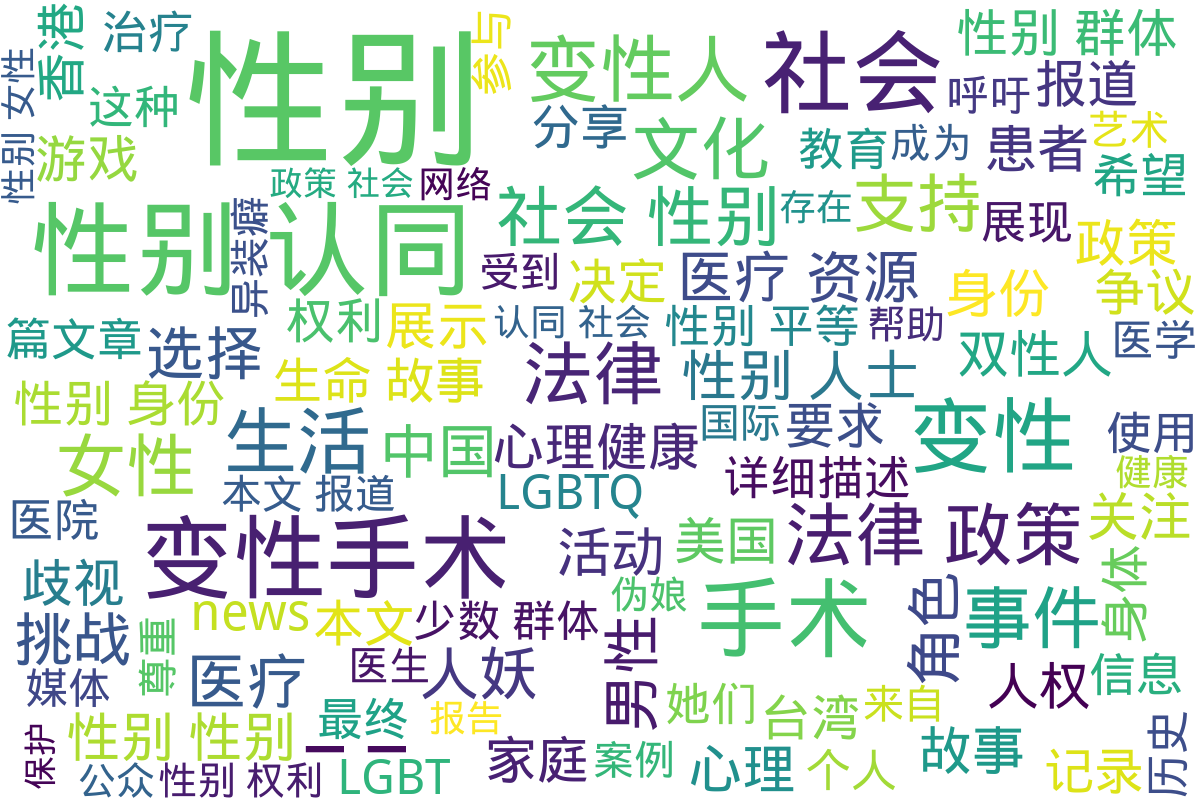 香港
治疗
性别
参与
变性人
社会
性别 群体
性别 女性
这种
分享
文化
呼吁
报道
游戏
教育
成为
患者
艺术
希望
政策 社会
网络
性别 认同
异装癖
社会 性别
存在
支持
展现
政策
受到
决定
医疗 资源
身份
争议
篇文章
选择
权利
展示
认同 社会
性别 平等
帮助
双性人
医学
生命 故事
法律
性别 人士
性别 身份
女性
生活
中国
心理健康
国际
要求
变性
使用
本文 报道
LGBTQ
详细描述
健康
医院
变性手术
活动
美国
法律 政策
关注
歧视
news
本文
少数 群体
伪娘
手术
角色
事件
身体
挑战
尊重
医疗
医生
人妖
男性
她们
台湾
来自
人权
信息
媒体
保护
性别 性别
最终
报告
一 一
家庭
案例
心理
个人
故事
记录
历史
公众
性别 权利
LGBT